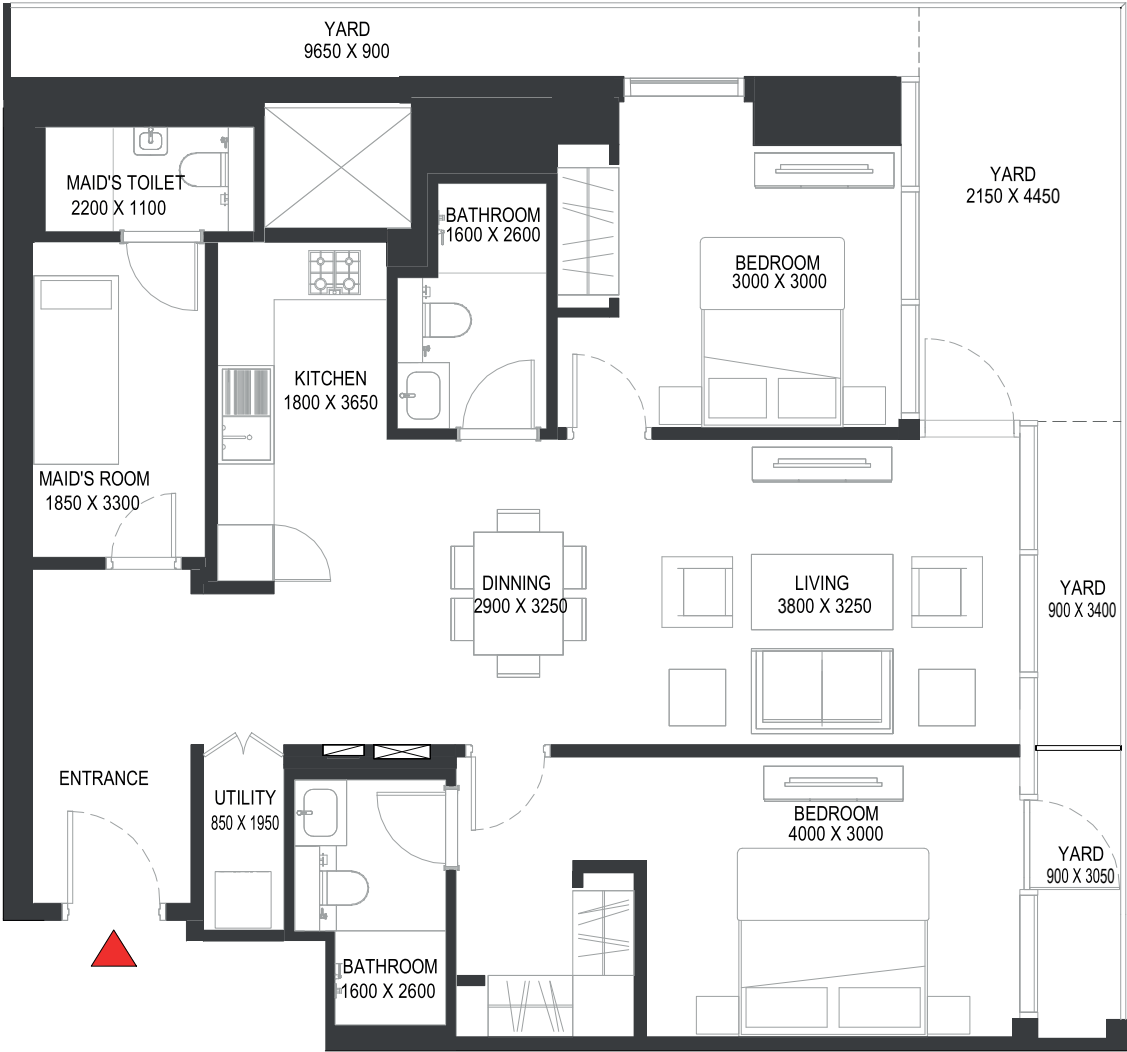 YARD
9650 X 900
MAID'S TOILET
2200 X 1100
YARD
2150 X 4450
BATHROOM
1600 X 2600
BEDROOM
3000 X 3000
KITCHEN
1800 X 3650
MAID'S ROOM
1850 X 3300
DINNING
2900 X 3250
LIVING
3800 X 3250
YARD
900 X 3400
ENTRANCE
UTILITY
850 X 1950
BEDROOM
4000 X 3000
YARD
900 X 3050
BATHROOM
1600 X 2600